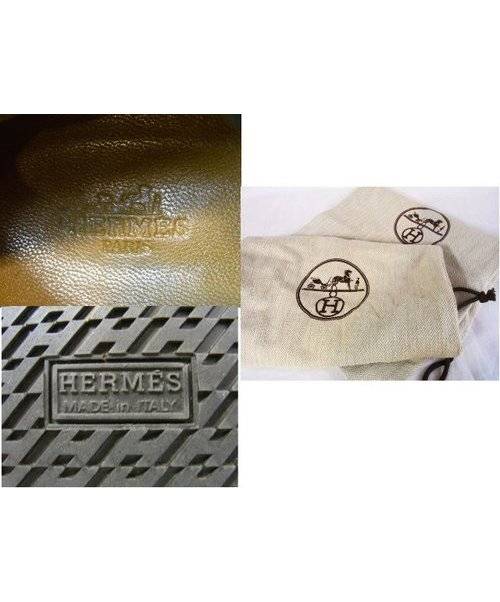 HERMES
PARIS
HERMÈS
MADE in ITALY
H
H